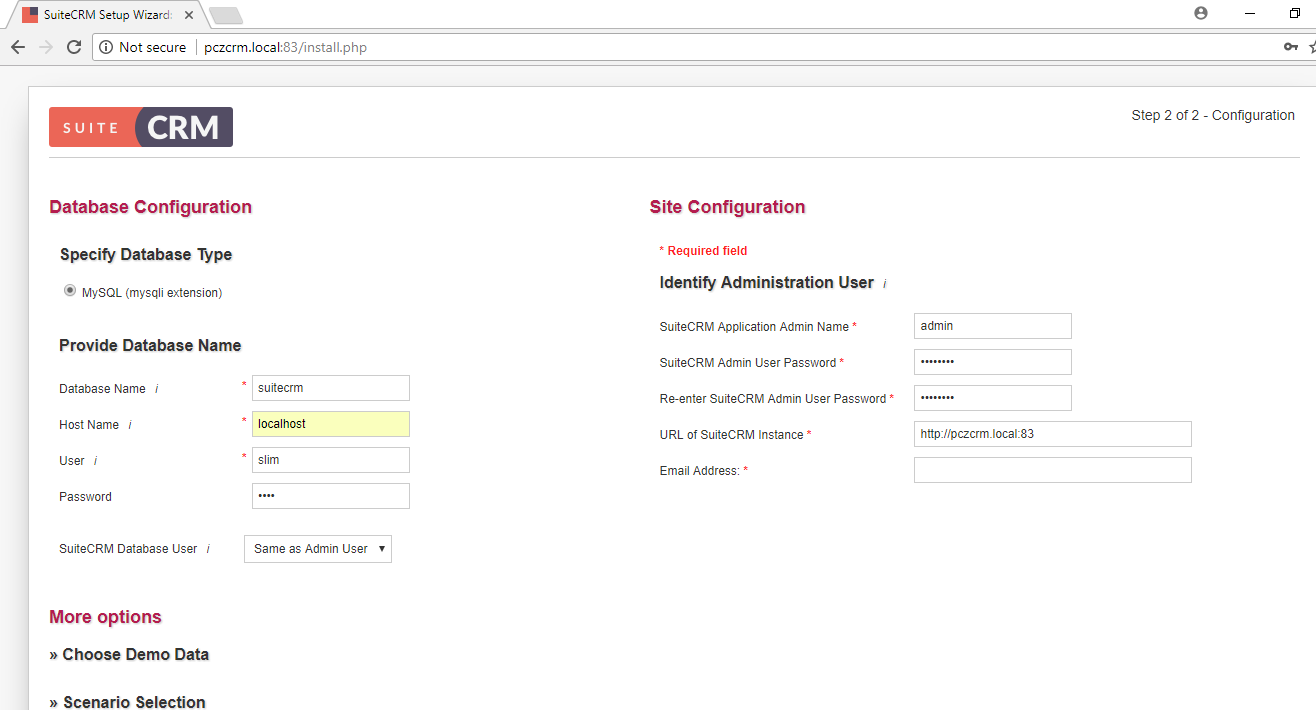 SuiteCRM Setup Wizard:
Not secure
pczcrm.local:83/install.php
SUITE CRM
Step 2 of 2 - Configuration
Database Configuration
Specify Database Type
MySQL (mysqli extension)
Provide Database Name
Database Name i * suitecrm
Host Name i * localhost
User i * slim
Password ••••
SuiteCRM Database User i Same as Admin User ▼
More options
» Choose Demo Data
» Scenario Selection
Site Configuration
* Required field
Identify Administration User i
SuiteCRM Application Admin Name * admin
SuiteCRM Admin User Password * ••••••••
Re-enter SuiteCRM Admin User Password * ••••••••
URL of SuiteCRM Instance * http://pczcrm.local:83
Email Address: *